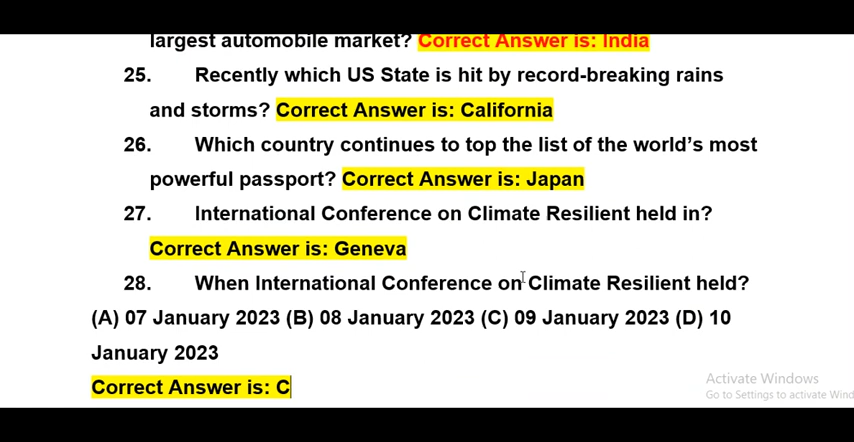 largest automobile market? Correct Answer is: India
25. Recently which US State is hit by record-breaking rains
and storms? Correct Answer is: California
26. Which country continues to top the list of the world’s most
powerful passport? Correct Answer is: Japan
27. International Conference on Climate Resilient held in?
Correct Answer is: Geneva
28. When International Conference on Climate Resilient held?
(A) 07 January 2023 (B) 08 January 2023 (C) 09 January 2023 (D) 10
January 2023
Correct Answer is: C
Activate Windows
Go to Settings to activate Wind